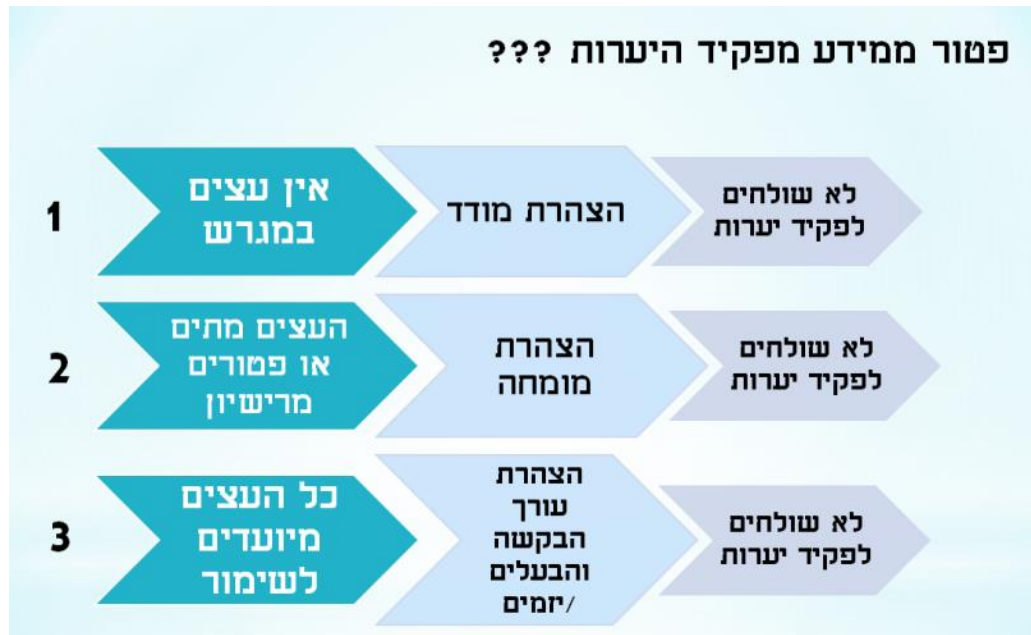 פטור ממידע מפקיד היערות ???
1
אין עצים
במגרש
הצהרת מודד
לא שולחים
לפקיד יערות
2
העצים מתים
או פטורים
מרישיון
הצהרת
מומחה
לא שולחים
לפקיד יערות
3
כל העצים
מיועדים
לשימור
הצהרת
עורך
הבקשה
והבעלים
/יזמים
לא שולחים
לפקיד יערות